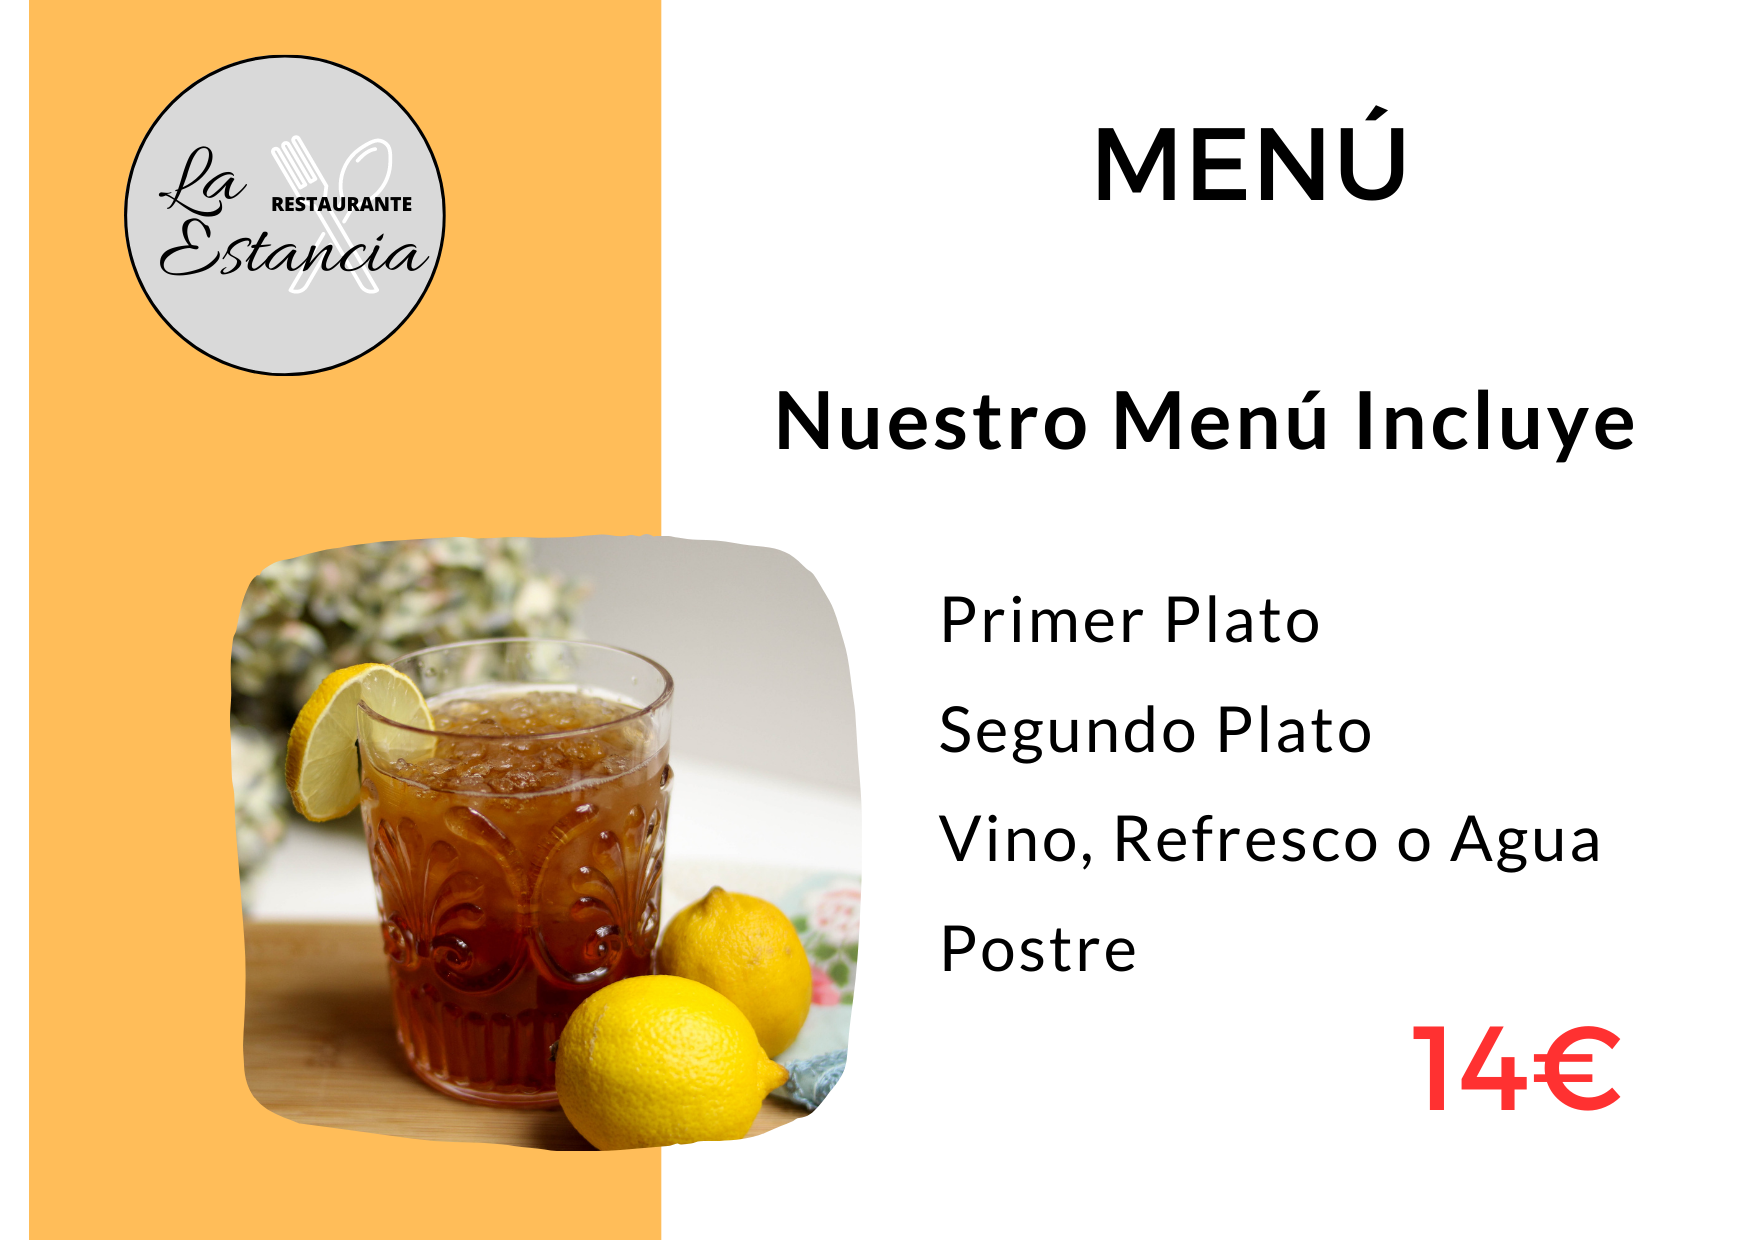 La
RESTAURANTE
Estancia
MENÚ
Nuestro Menú Incluye
Primer Plato
Segundo Plato
Vino, Refresco o Agua
Postre
14€